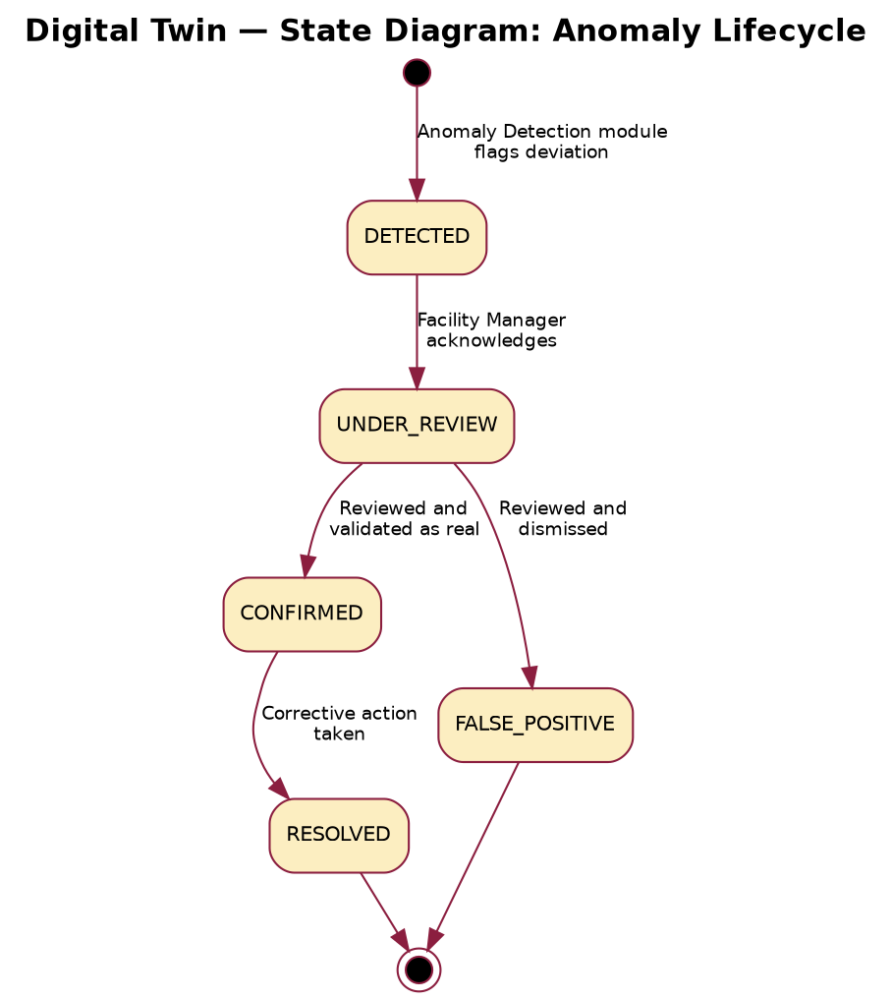 Digital Twin — State Diagram: Anomaly Lifecycle
Anomaly Detection module
flags deviation
DETECTED
Facility Manager
acknowledges
UNDER_REVIEW
Reviewed and
validated as real
Reviewed and
dismissed
CONFIRMED
Corrective action
taken
FALSE_POSITIVE
RESOLVED